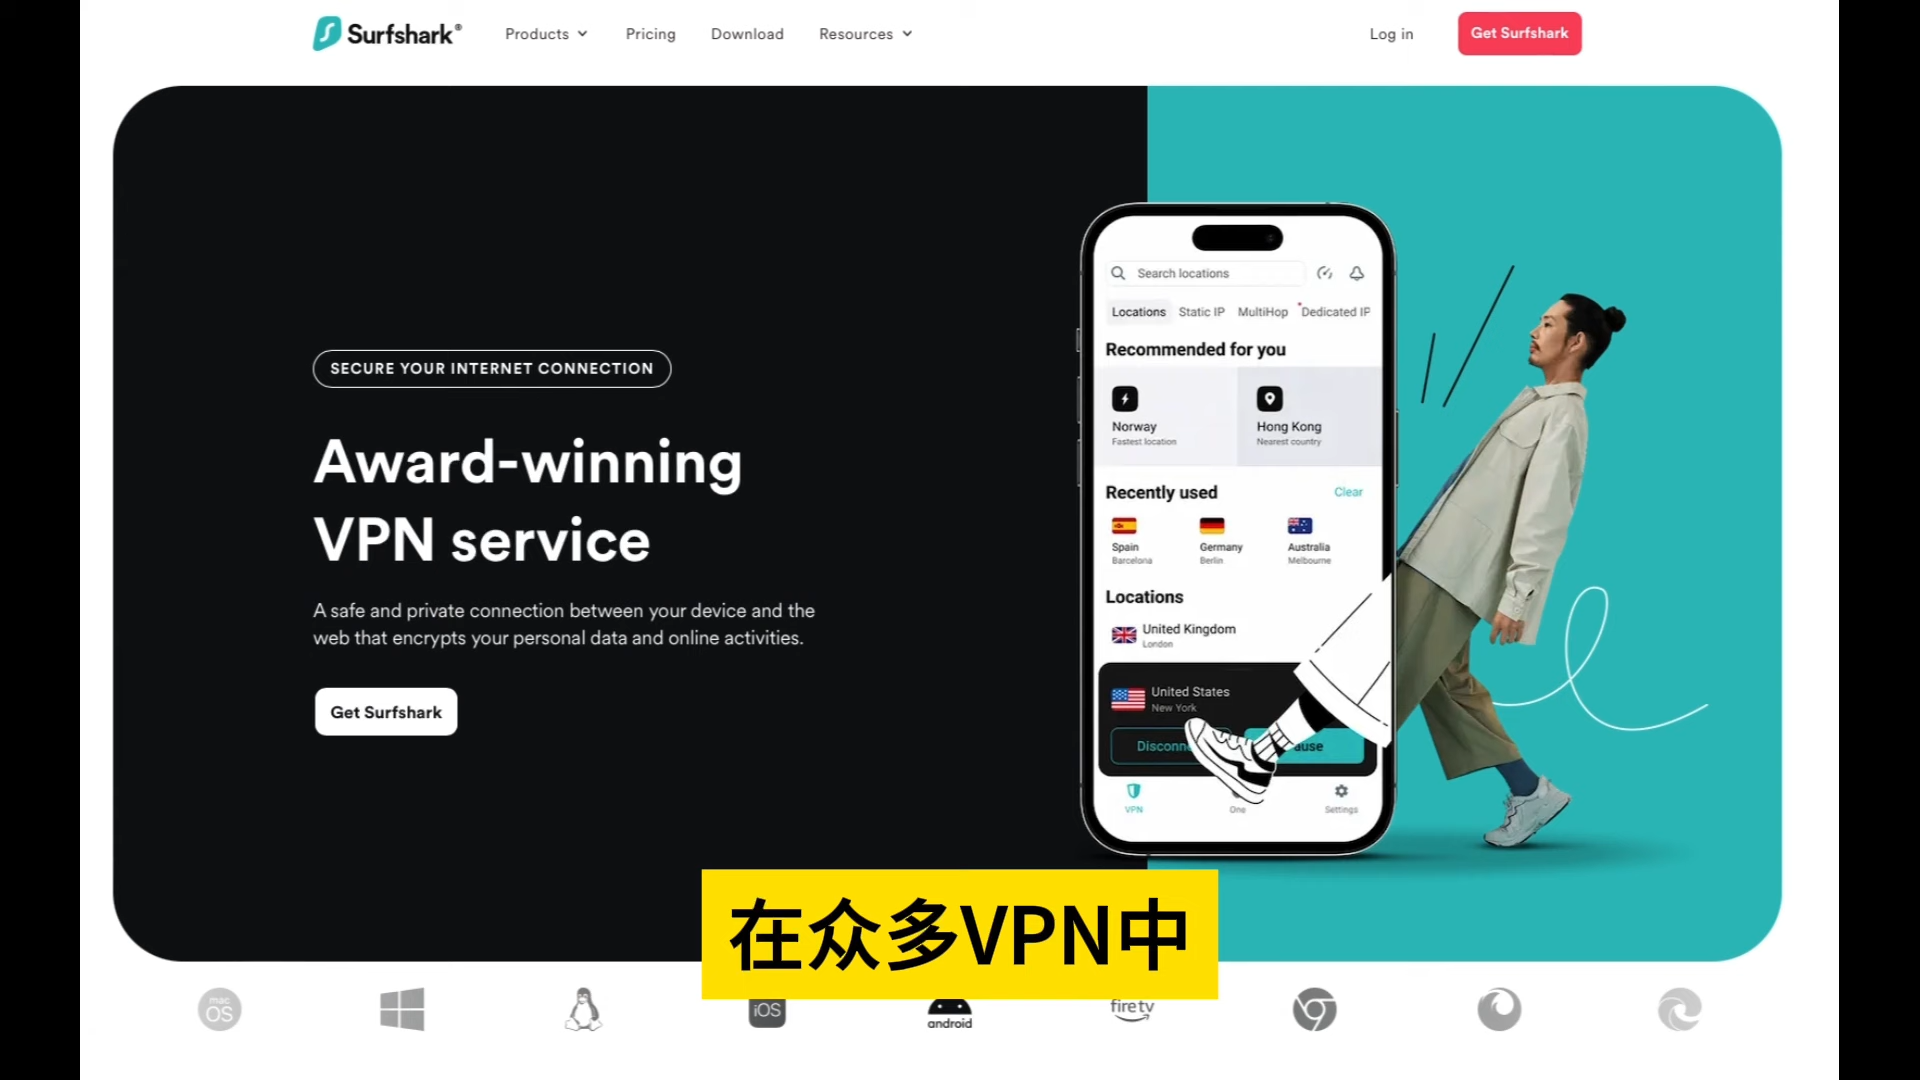 Surfshark®
Products
Pricing
Download
Resources
Log in
Get Surfshark
SECURE YOUR INTERNET CONNECTION
Award-winning
VPN service
A safe and private connection between your device and the
web that encrypts your personal data and online activities.
Get Surfshark
Search locations
Locations Static IP MultiHop Dedicated IP
Recommended for you
Norway
Fastest location
Hong Kong
Nearest country
Recently used
Clear
Spain
Barcelona
Germany
Berlin
Australia
Melbourne
Locations
United Kingdom
London
United States
New York
Disconn
ause
VPN
One
Settings
在众多VPN中
mac
OS
iOS
android
fire tv